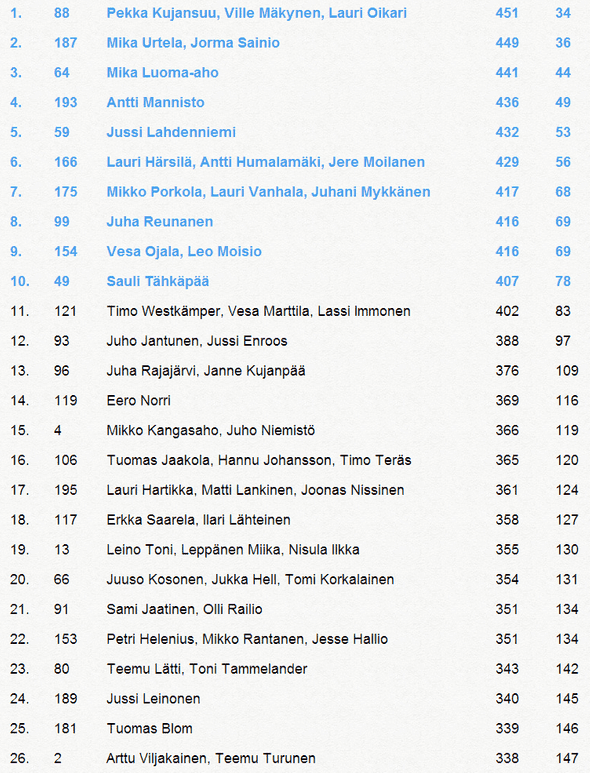 1. 88 Pekka Kujansuu, Ville Mäkynen, Lauri Oikari 451 34
2. 187 Mika Urtela, Jorma Sainio 449 36
3. 64 Mika Luoma-aho 441 44
4. 193 Antti Mannisto 436 49
5. 59 Jussi Lahdenniemi 432 53
6. 166 Lauri Härsilä, Antti Humalamäki, Jere Moilanen 429 56
7. 175 Mikko Porkola, Lauri Vanhala, Juhani Mykkänen 417 68
8. 99 Juha Reunanen 416 69
9. 154 Vesa Ojala, Leo Moisio 416 69
10. 49 Sauli Tähkäpää 407 78
11. 121 Timo Westkämper, Vesa Marttila, Lassi Immonen 402 83
12. 93 Juho Jantunen, Jussi Enroos 388 97
13. 96 Juha Rajajärvi, Janne Kujanpää 376 109
14. 119 Eero Norri 369 116
15. 4 Mikko Kangasaho, Juho Niemistö 366 119
16. 106 Tuomas Jaakola, Hannu Johansson, Timo Teräs 365 120
17. 195 Lauri Hartikka, Matti Lankinen, Joonas Nissinen 361 124
18. 117 Erkka Saarela, Ilari Lähteinen 358 127
19. 13 Leino Toni, Leppänen Miika, Nisula Ilkka 355 130
20. 66 Juuso Kosonen, Jukka Hell, Tomi Korkalainen 354 131
21. 91 Sami Jaatinen, Olli Railio 351 134
22. 153 Petri Helenius, Mikko Rantanen, Jesse Hallio 351 134
23. 80 Teemu Lätti, Toni Tammelander 343 142
24. 189 Jussi Leinonen 340 145
25. 181 Tuomas Blom 339 146
26. 2 Arttu Viljakainen, Teemu Turunen 338 147